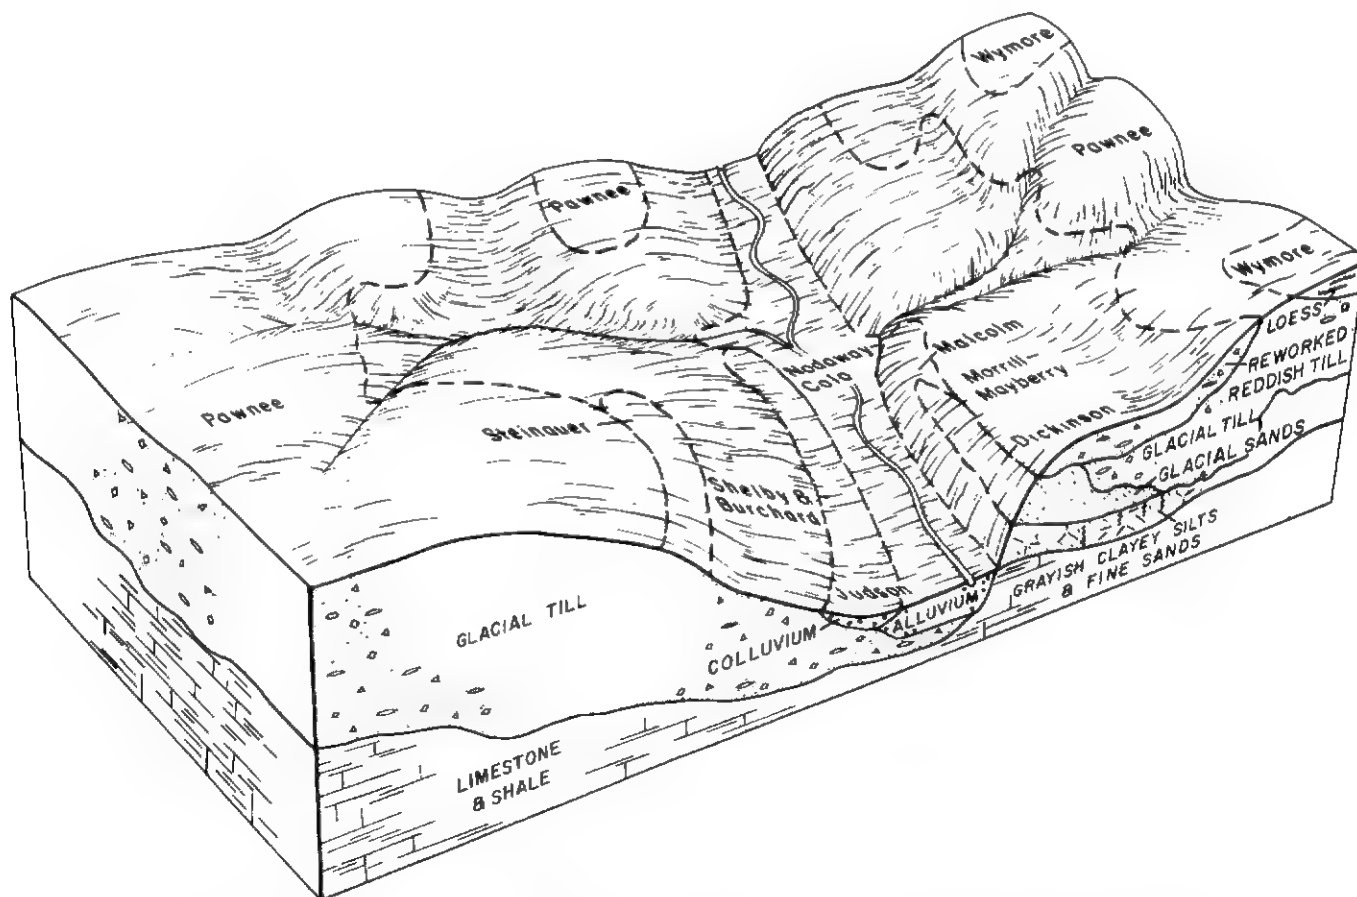 Wymore
Pawnee
Pawnee
Wymore
LOESS
Malcolm
Nodaway
Colo
Morrill-
Mayberry
REWORKED
REDDISH TILL
Pawnee
Steinauer
Dickinson
GLACIAL TILL
GLACIAL SANDS
Shelby &
Burchard
Judson
GRAYISH CLAYEY SILTS
& FINE SANDS
ALLUVIUM
COLLUVIUM
GLACIAL TILL
LIMESTONE
& SHALE